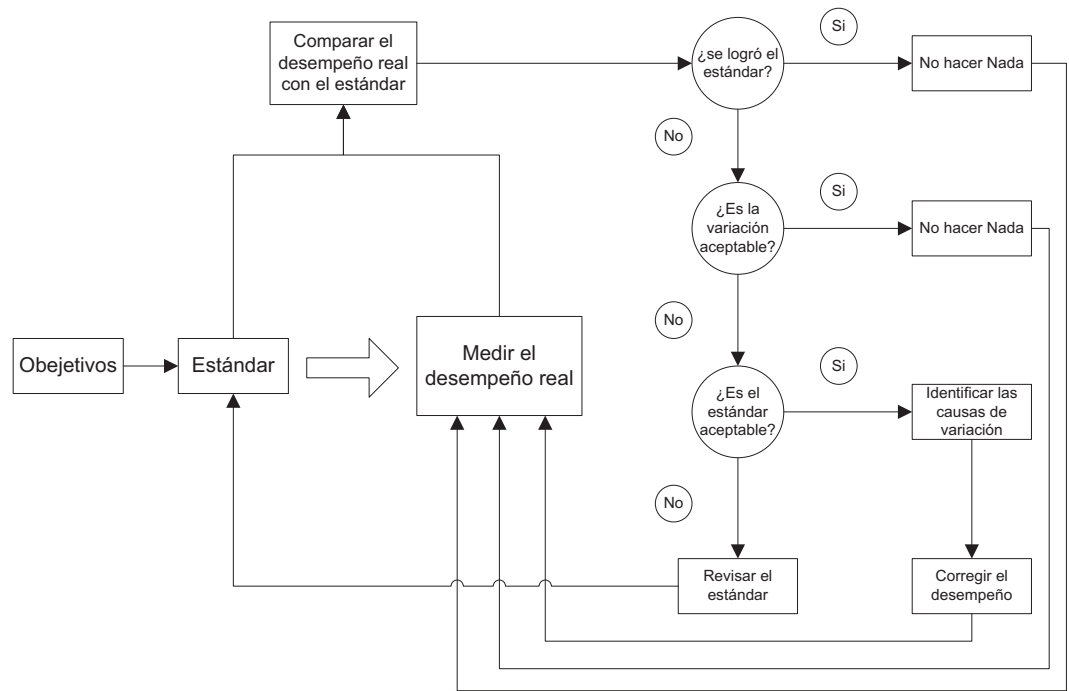 Comparar el
desempeño real
con el estándar
¿se logró el
estándar?
Si
No hacer Nada
No
¿Es la
variación
aceptable?
Si
No hacer Nada
No
Obejetivos
Estándar
Medir el
desempeño real
¿Es el
estándar
aceptable?
Si
Identificar las
causas de
variación
No
Revisar el
estándar
Corregir el
desempeño